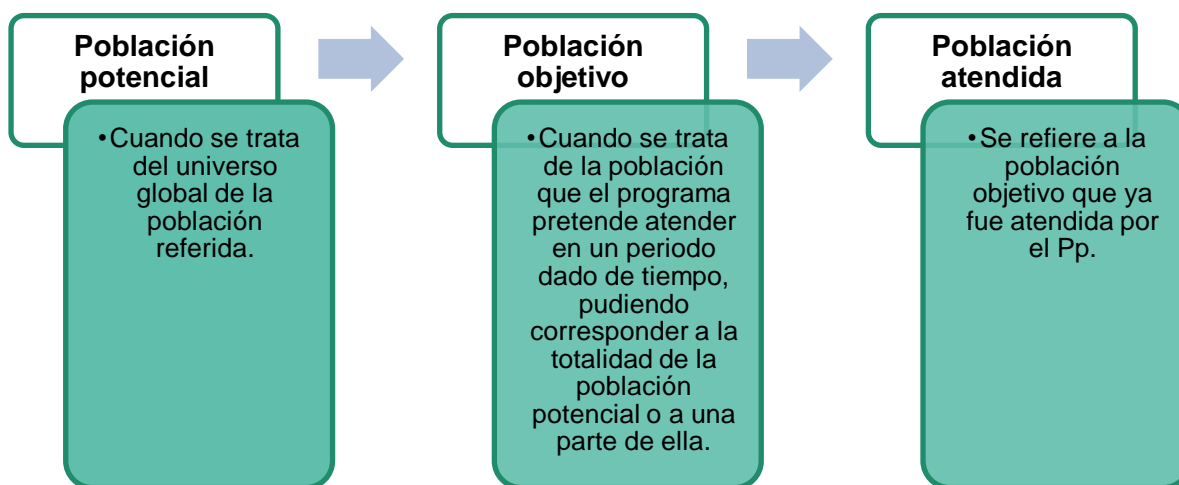 Población
potencial
•Cuando se trata
del universo
global de la
población
referida.
Población
objetivo
•Cuando se trata
de la población
que el programa
pretende atender
en un periodo
dado de tiempo,
pudiendo
corresponder a la
totalidad de la
población
potencial o a una
parte de ella.
Población
atendida
•Se refiere a la
población
objetivo que ya
fue atendida por
el Pp.